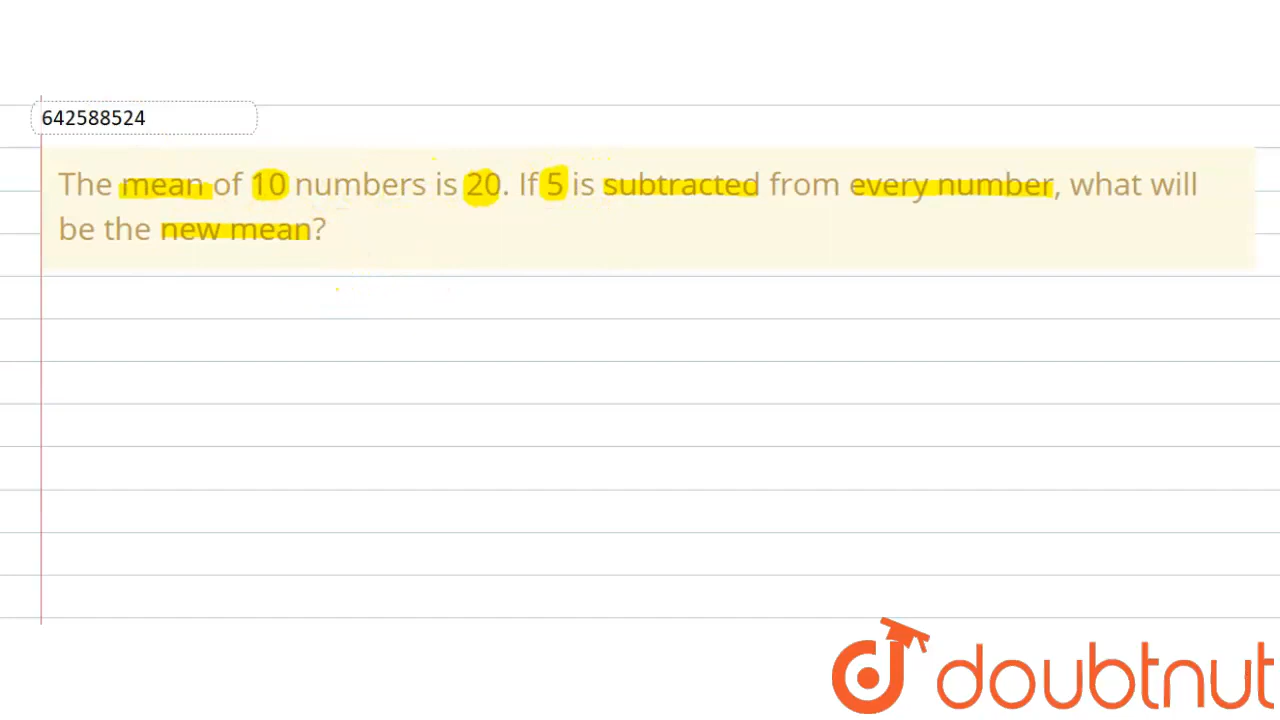 642588524
The mean of 10 numbers is 20. If 5 is subtracted from every number, what will
be the new mean?
doubtnut